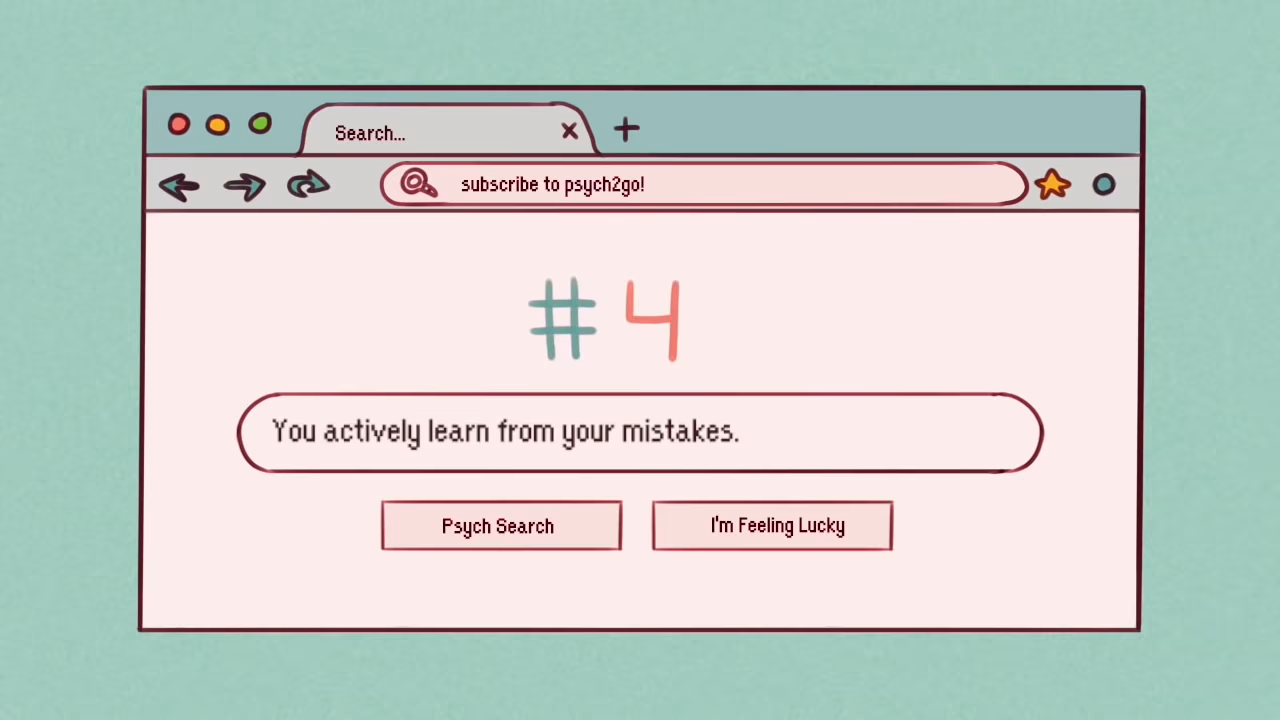 Search...
subscribe to psych2go!
#4
You actively learn from your mistakes.
Psych Search
I'm Feeling Lucky